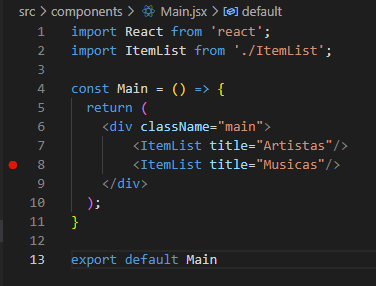 src > components > Main.jsx > default
1 import React from 'react';
2 import ItemList from './ItemList';
3
4 const Main = () => {
5   return (
6     <div className="main">
7         <ItemList title="Artistas"/>
8         <ItemList title="Musicas"/>
9     </div>
10   );
11 }
12
13 export default Main